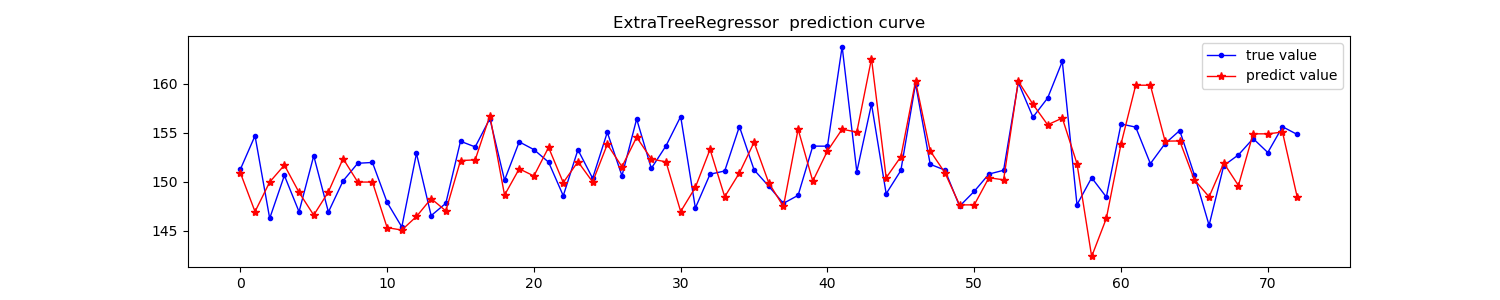 ExtraTreeRegressor  prediction curve
true value
predict value
160
155
150
145
0 10 20 30 40 50 60 70